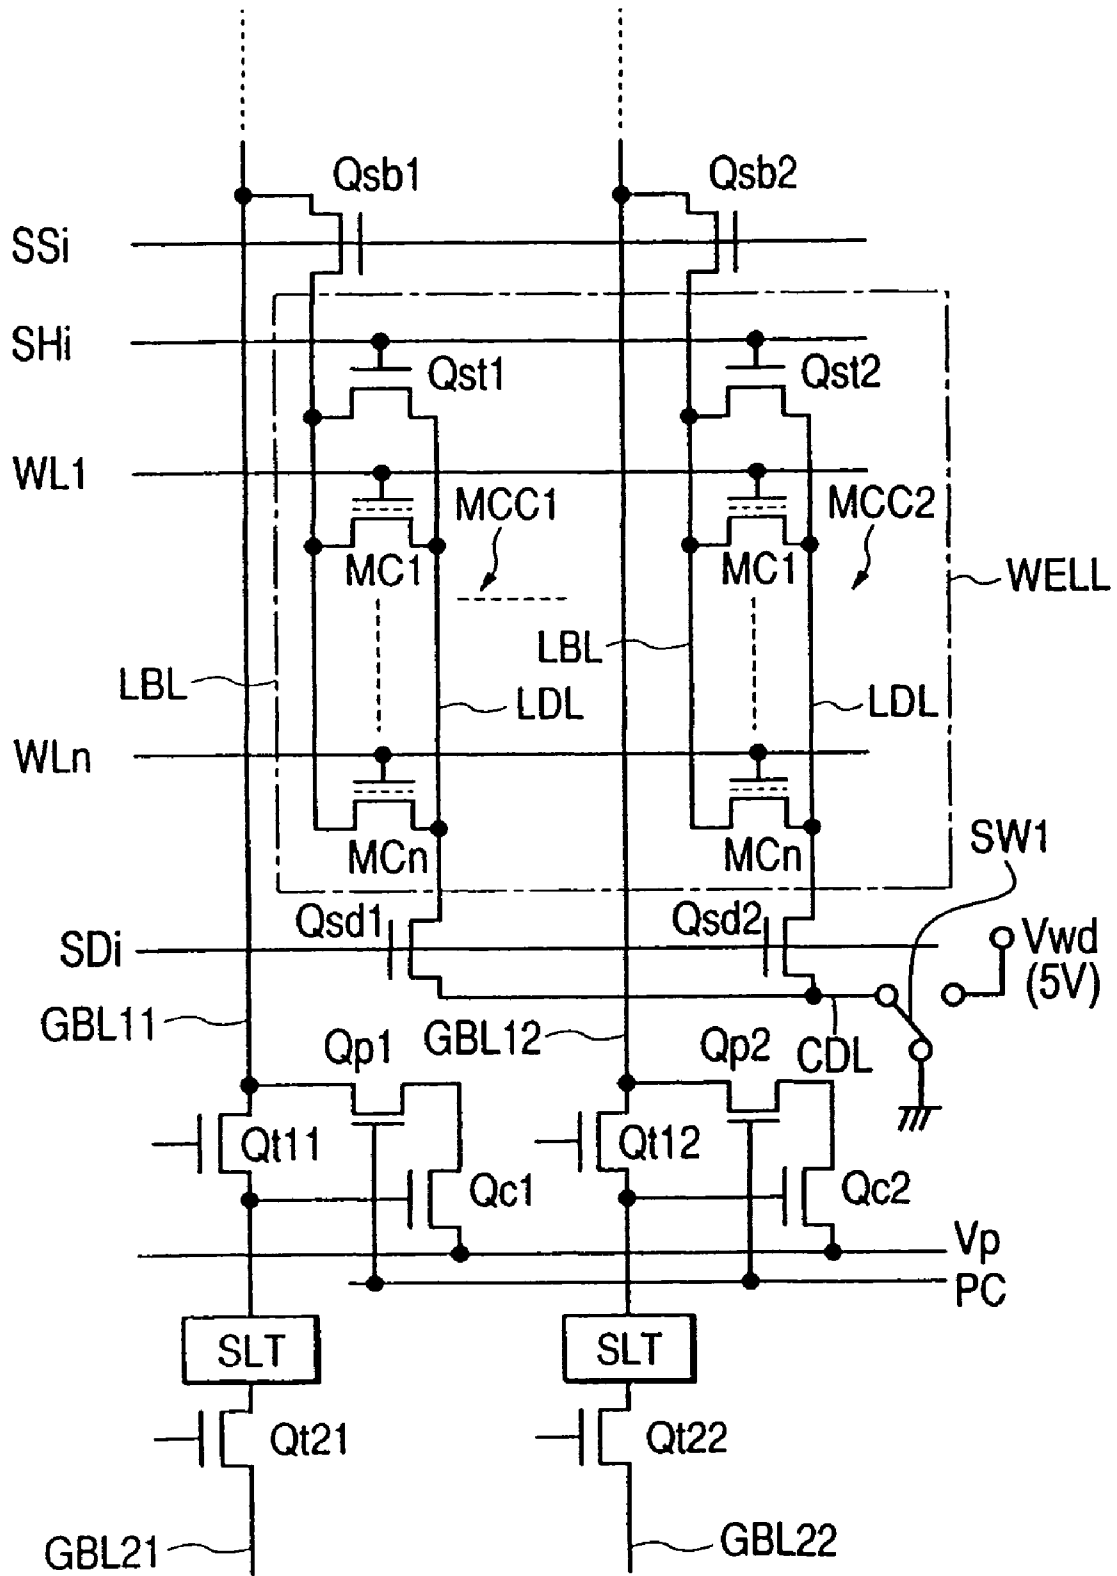 Qsb1
Qsb2
SSi
SHi
Qst1
Qst2
WL1
MCC1
MCC2
MC1
MC1
WELL
LBL
LBL
LDL
LDL
WLn
MCn
MCn
SW1
Qsd1
Qsd2
SDi
Vwd
(5V)
GBL11
Qp1
GBL12
Qp2
CDL
Qt11
Qt12
Qc1
Qc2
Vp
PC
SLT
SLT
Qt21
Qt22
GBL21
GBL22